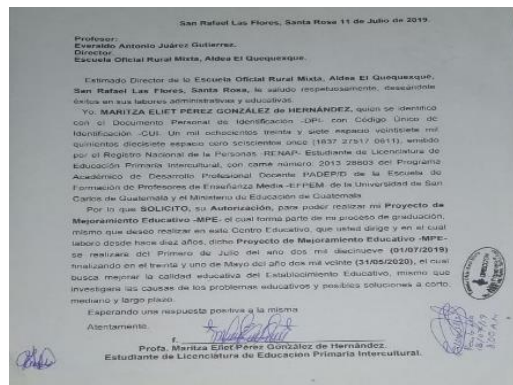 San Rafael Las Flores, Santa Rosa 11 de Julio de 2019.
Profesor:
Everaldo Antonio Juárez Gutierrez.
Director.
Escuela Oficial Rural Mixta, Aldea El Quequexque.
Estimado Director de la Escuela Oficial Rural Mixta, Aldea El Quequexque,
San Rafael Las Flores, Santa Rosa, le saludo respetuosamente, deseándole
éxitos en sus labores administrativas y educativas.
Yo: MARITZA ELIET PÉREZ GONZÁLEZ de HERNÁNDEZ, quien se identifica
con el Documento Personal de Identificación -DPI- con Código Único de
Identificación -CUI- Un mil ochocientos treinta y siete espacio veintisiete mil
quinientos diecisiete espacio cero seiscientos once (1837 27517 0611), emitido
por el Registro Nacional de la Personas -RENAP- Estudiante de Licenciatura de
Educación Primaria Intercultural, con carné número: 2013 28603 del Programa
Académico de Desarrollo Profesional Docente PADEP/D de la Escuela de
Formación de Profesores de Enseñanza Media -EFPEM- de la Universidad de San
Carlos de Guatemala y el Ministerio de Educación de Guatemala
Por lo que SOLICITO, su Autorización, para poder realizar mi Proyecto de
Mejoramiento Educativo -MPE- el cual forma parte de mi proceso de graduación,
mismo que deseo realizar en este Centro Educativo, que usted dirige y en el cual
laboro desde hace diez años, dicho Proyecto de Mejoramiento Educativo -MPE-
se realizará del Primero de Julio del año dos mil diecinueve (01/07/2019)
finalizando en el treinta y uno de Mayo del año dos mil veinte (31/05/2020), el cual
busca mejorar la calidad educativa del Establecimiento Educativo, mismo que
investigara las causas de los problemas educativos y posibles soluciones a corto,
mediano y largo plazo.
Esperando una respuesta positiva a la misma
Atentamente.
f.
Profa. Maritza Eliet Pérez González de Hernández.
Estudiante de Licenciatura de Educación Primaria Intercultural.